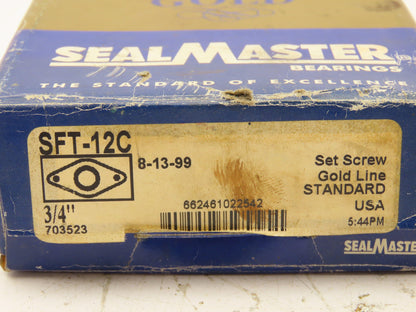 GOLD
SEALMASTER
BEARINGS
THE STANDARD OF EXCELLENCE
SFT-12C
8-13-99
Set Screw
Gold Line
STANDARD
USA
5:44PM
3/4"
703523
662461022542
SEALMASTER